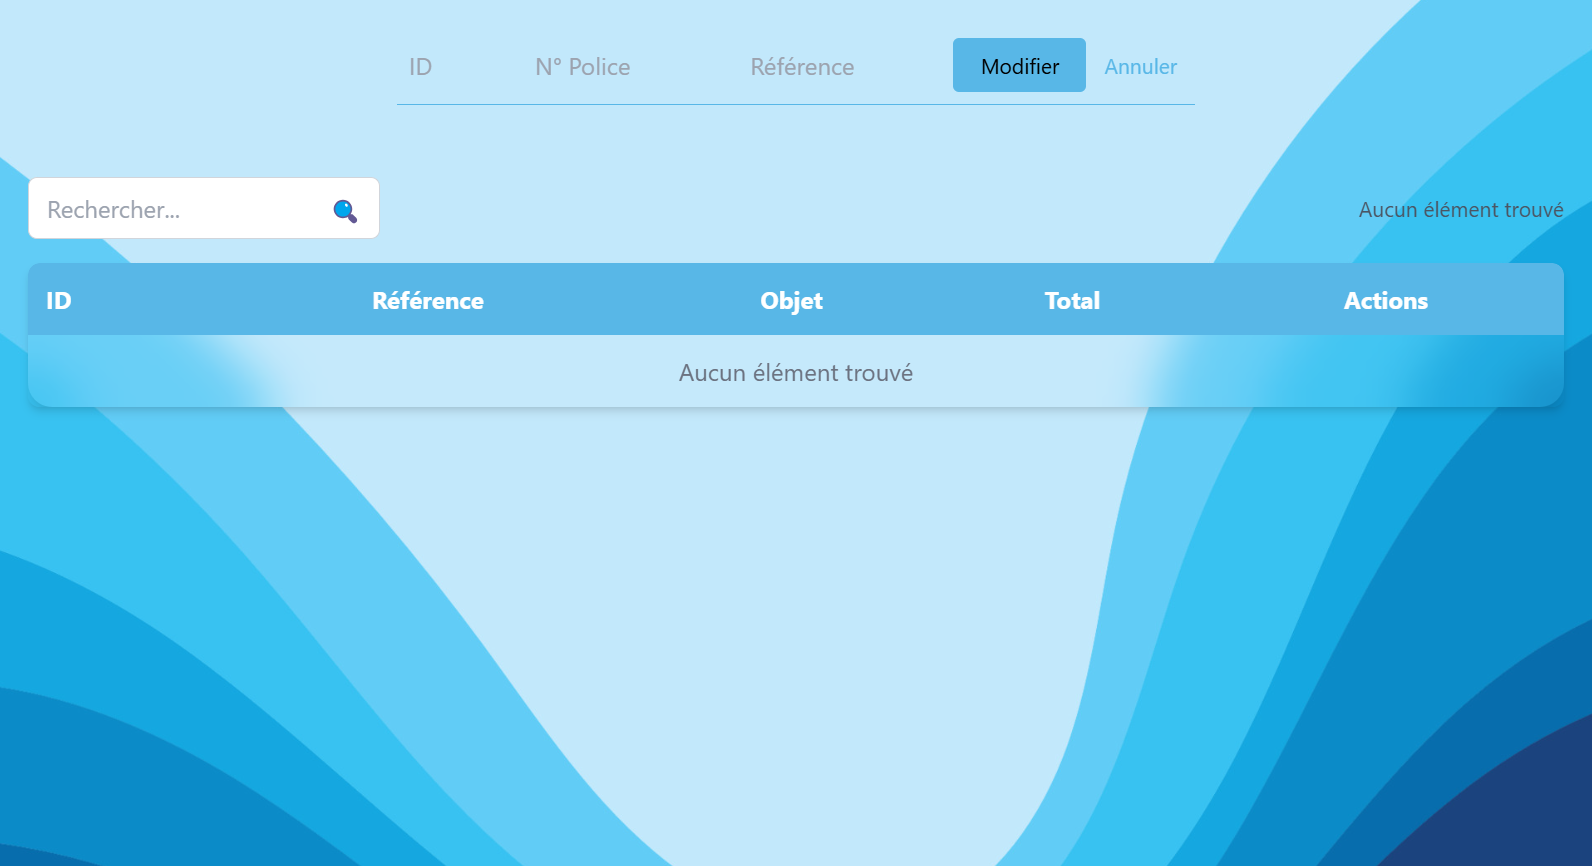 ID N° Police Référence Modifier Annuler
Rechercher... Aucun élément trouvé
ID Référence Objet Total Actions
Aucun élément trouvé